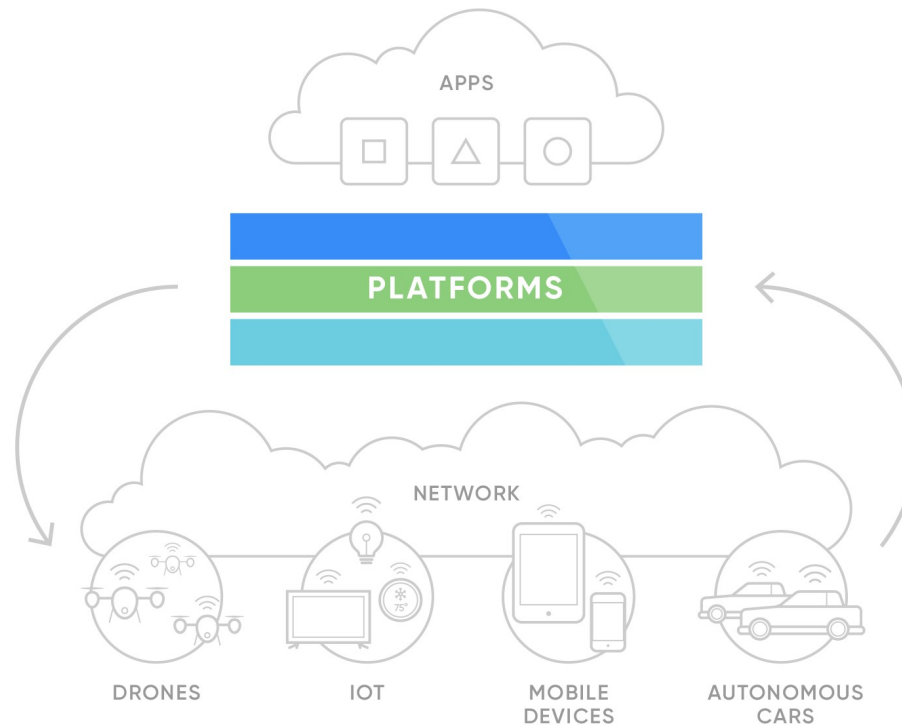 APPS
PLATFORMS
NETWORK
75°
DRONES
IOT
MOBILE
DEVICES
AUTONOMOUS
CARS